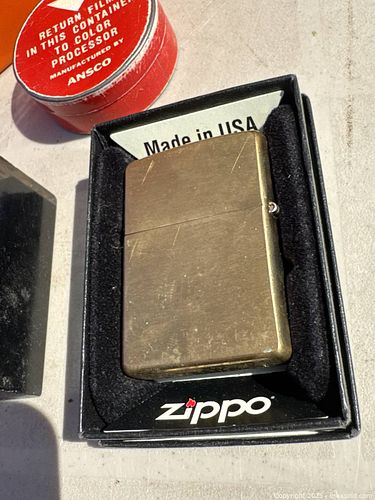 RETURN FILM
IN THIS CONTAINER
TO COLOR
PROCESSOR
MANUFACTURED BY
ANSCO
Made in USA
zippo